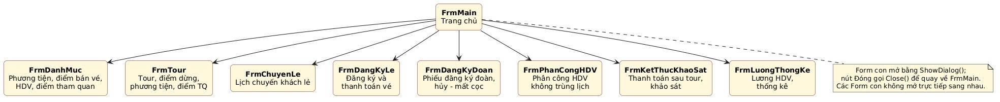 FrmMain
Trang chủ
FrmDanhMuc
Phương tiện, điểm bán vé,
HDV, điểm tham quan
FrmTour
Tour, điểm dừng,
phương tiện, điểm TQ
FrmChuyenLe
Lịch chuyến khách lẻ
FrmDangKyLe
Đăng ký và
thanh toán vé
FrmDangKyDoan
Phiếu đăng ký đoàn,
hủy - mất cọc
FrmPhanCongHDV
Phân công HDV
không trùng lịch
FrmKetThucKhaoSat
Thanh toán sau tour,
khảo sát
FrmLuongThongKe
Lương HDV,
thống kê
Form con mở bằng ShowDialog();
nút Đóng gọi Close() để quay về FrmMain.
Các Form con không mở trực tiếp sang nhau.